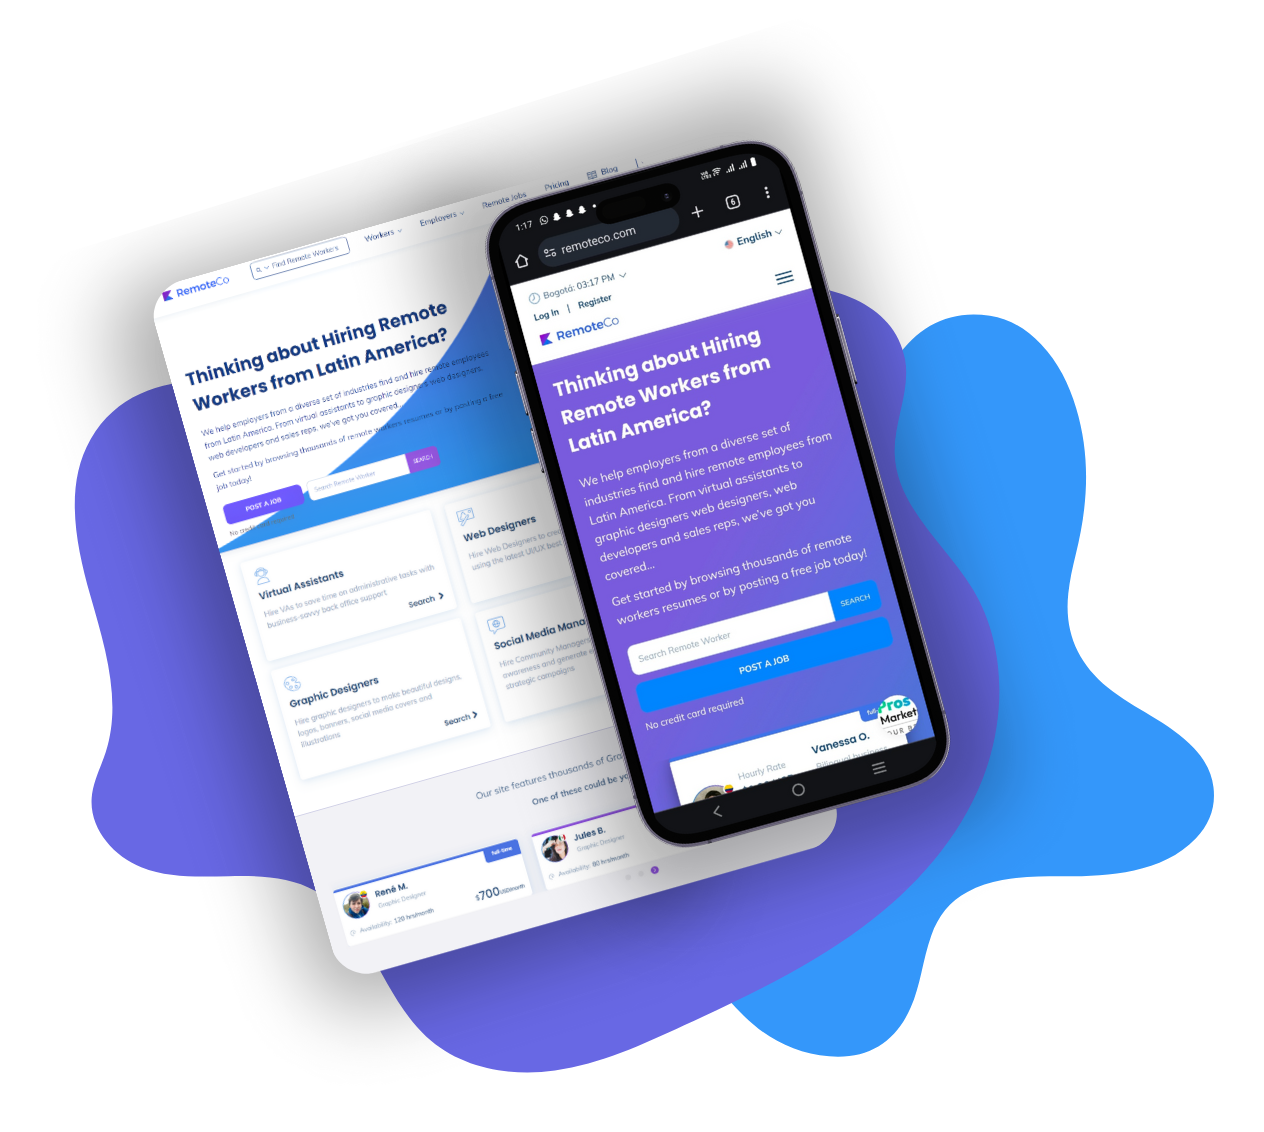 RemoteCo
Find Remote Workers
Workers
Employers
Remote Jobs
Pricing
Blog
Thinking about Hiring Remote
Workers from Latin America?
We help employers from a diverse set of industries find and hire remote employees
from Latin America. From virtual assistants to graphic designers web designers,
web developers and sales reps, we've got you covered...
Get started by browsing thousands of remote workers resumes or by posting a free
job today!
POST A JOB
Search Remote Worker
SEARCH
Virtual Assistants
Hire VAs to save time on administrative tasks with
business-savvy back office support
Search
Web Designers
Hire Web Designers to
using the latest UI/UX best
Graphic Designers
Hire graphic designers to make beautiful designs,
logos, banners, social media covers and
illustrations
Search
Social Media
Hire Community
awareness and generate
strategic campaigns
Our site features thousands of
One of these could be
full-time
René M.
Graphic Designer
$700USD/month
Availability: 120 hrs/month
Jules B.
Graphic Designer
Availability: 80 hrs/month
1:17
remoteco.com
6
Bogotá: 03:17 PM
English
Log In | Register
RemoteCo
Thinking about Hiring
Remote Workers from
Latin America?
We help employers from a diverse set of
industries find and hire remote employees from
Latin America. From virtual assistants to
graphic designers web designers, web
developers and sales reps, we've got you
covered...
Get started by browsing thousands of remote
workers resumes or by posting a free job today!
Search Remote Worker
SEARCH
POST A JOB
No credit card required
Pros
Market
Vanessa O.
Hourly Rate
Bilingual business